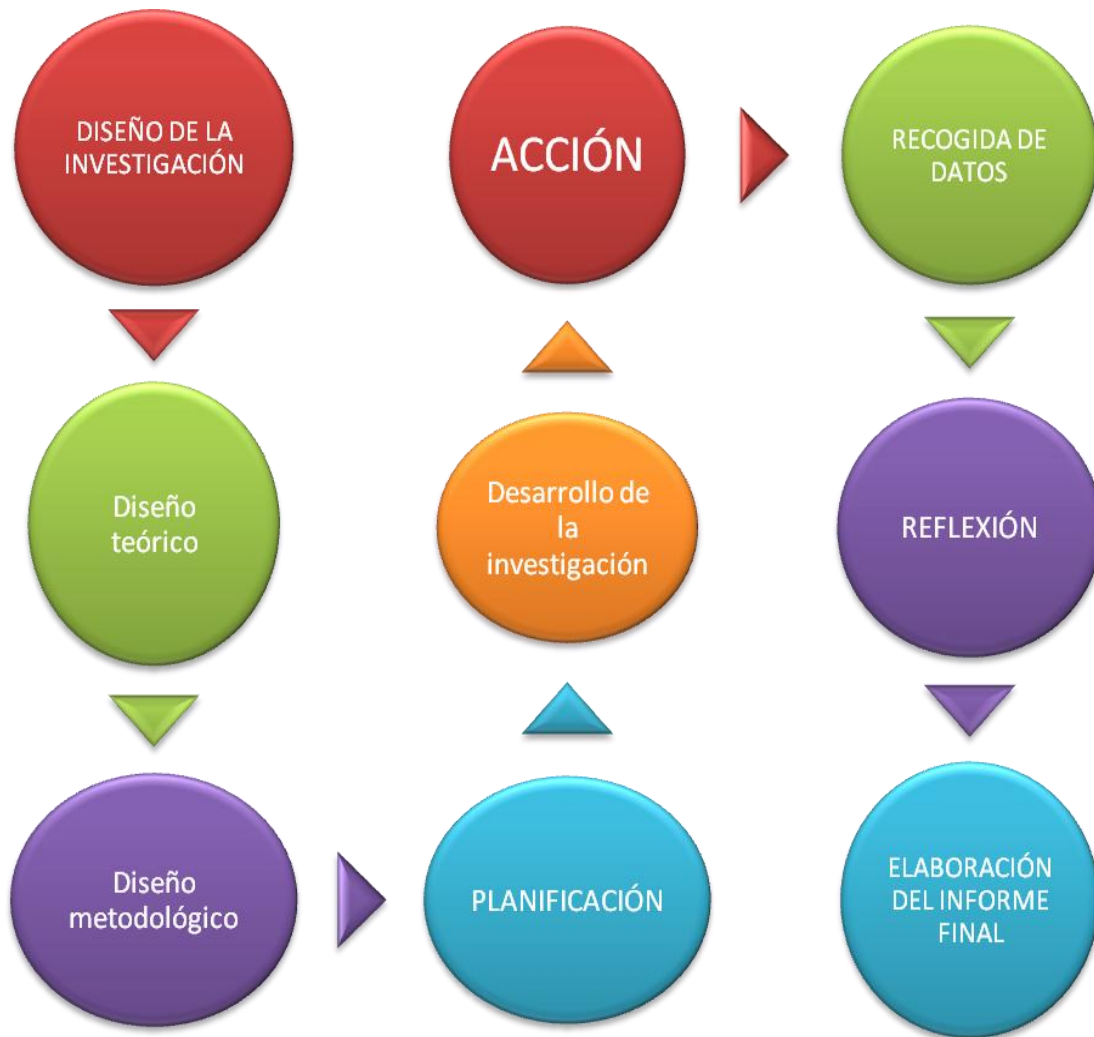 DISEÑO DE LA
INVESTIGACIÓN
Diseño
teórico
Diseño
metodológico
PLANIFICACIÓN
Desarrollo de
la
investigación
ACCIÓN
RECOGIDA DE
DATOS
REFLEXIÓN
ELABORACIÓN
DEL INFORME
FINAL